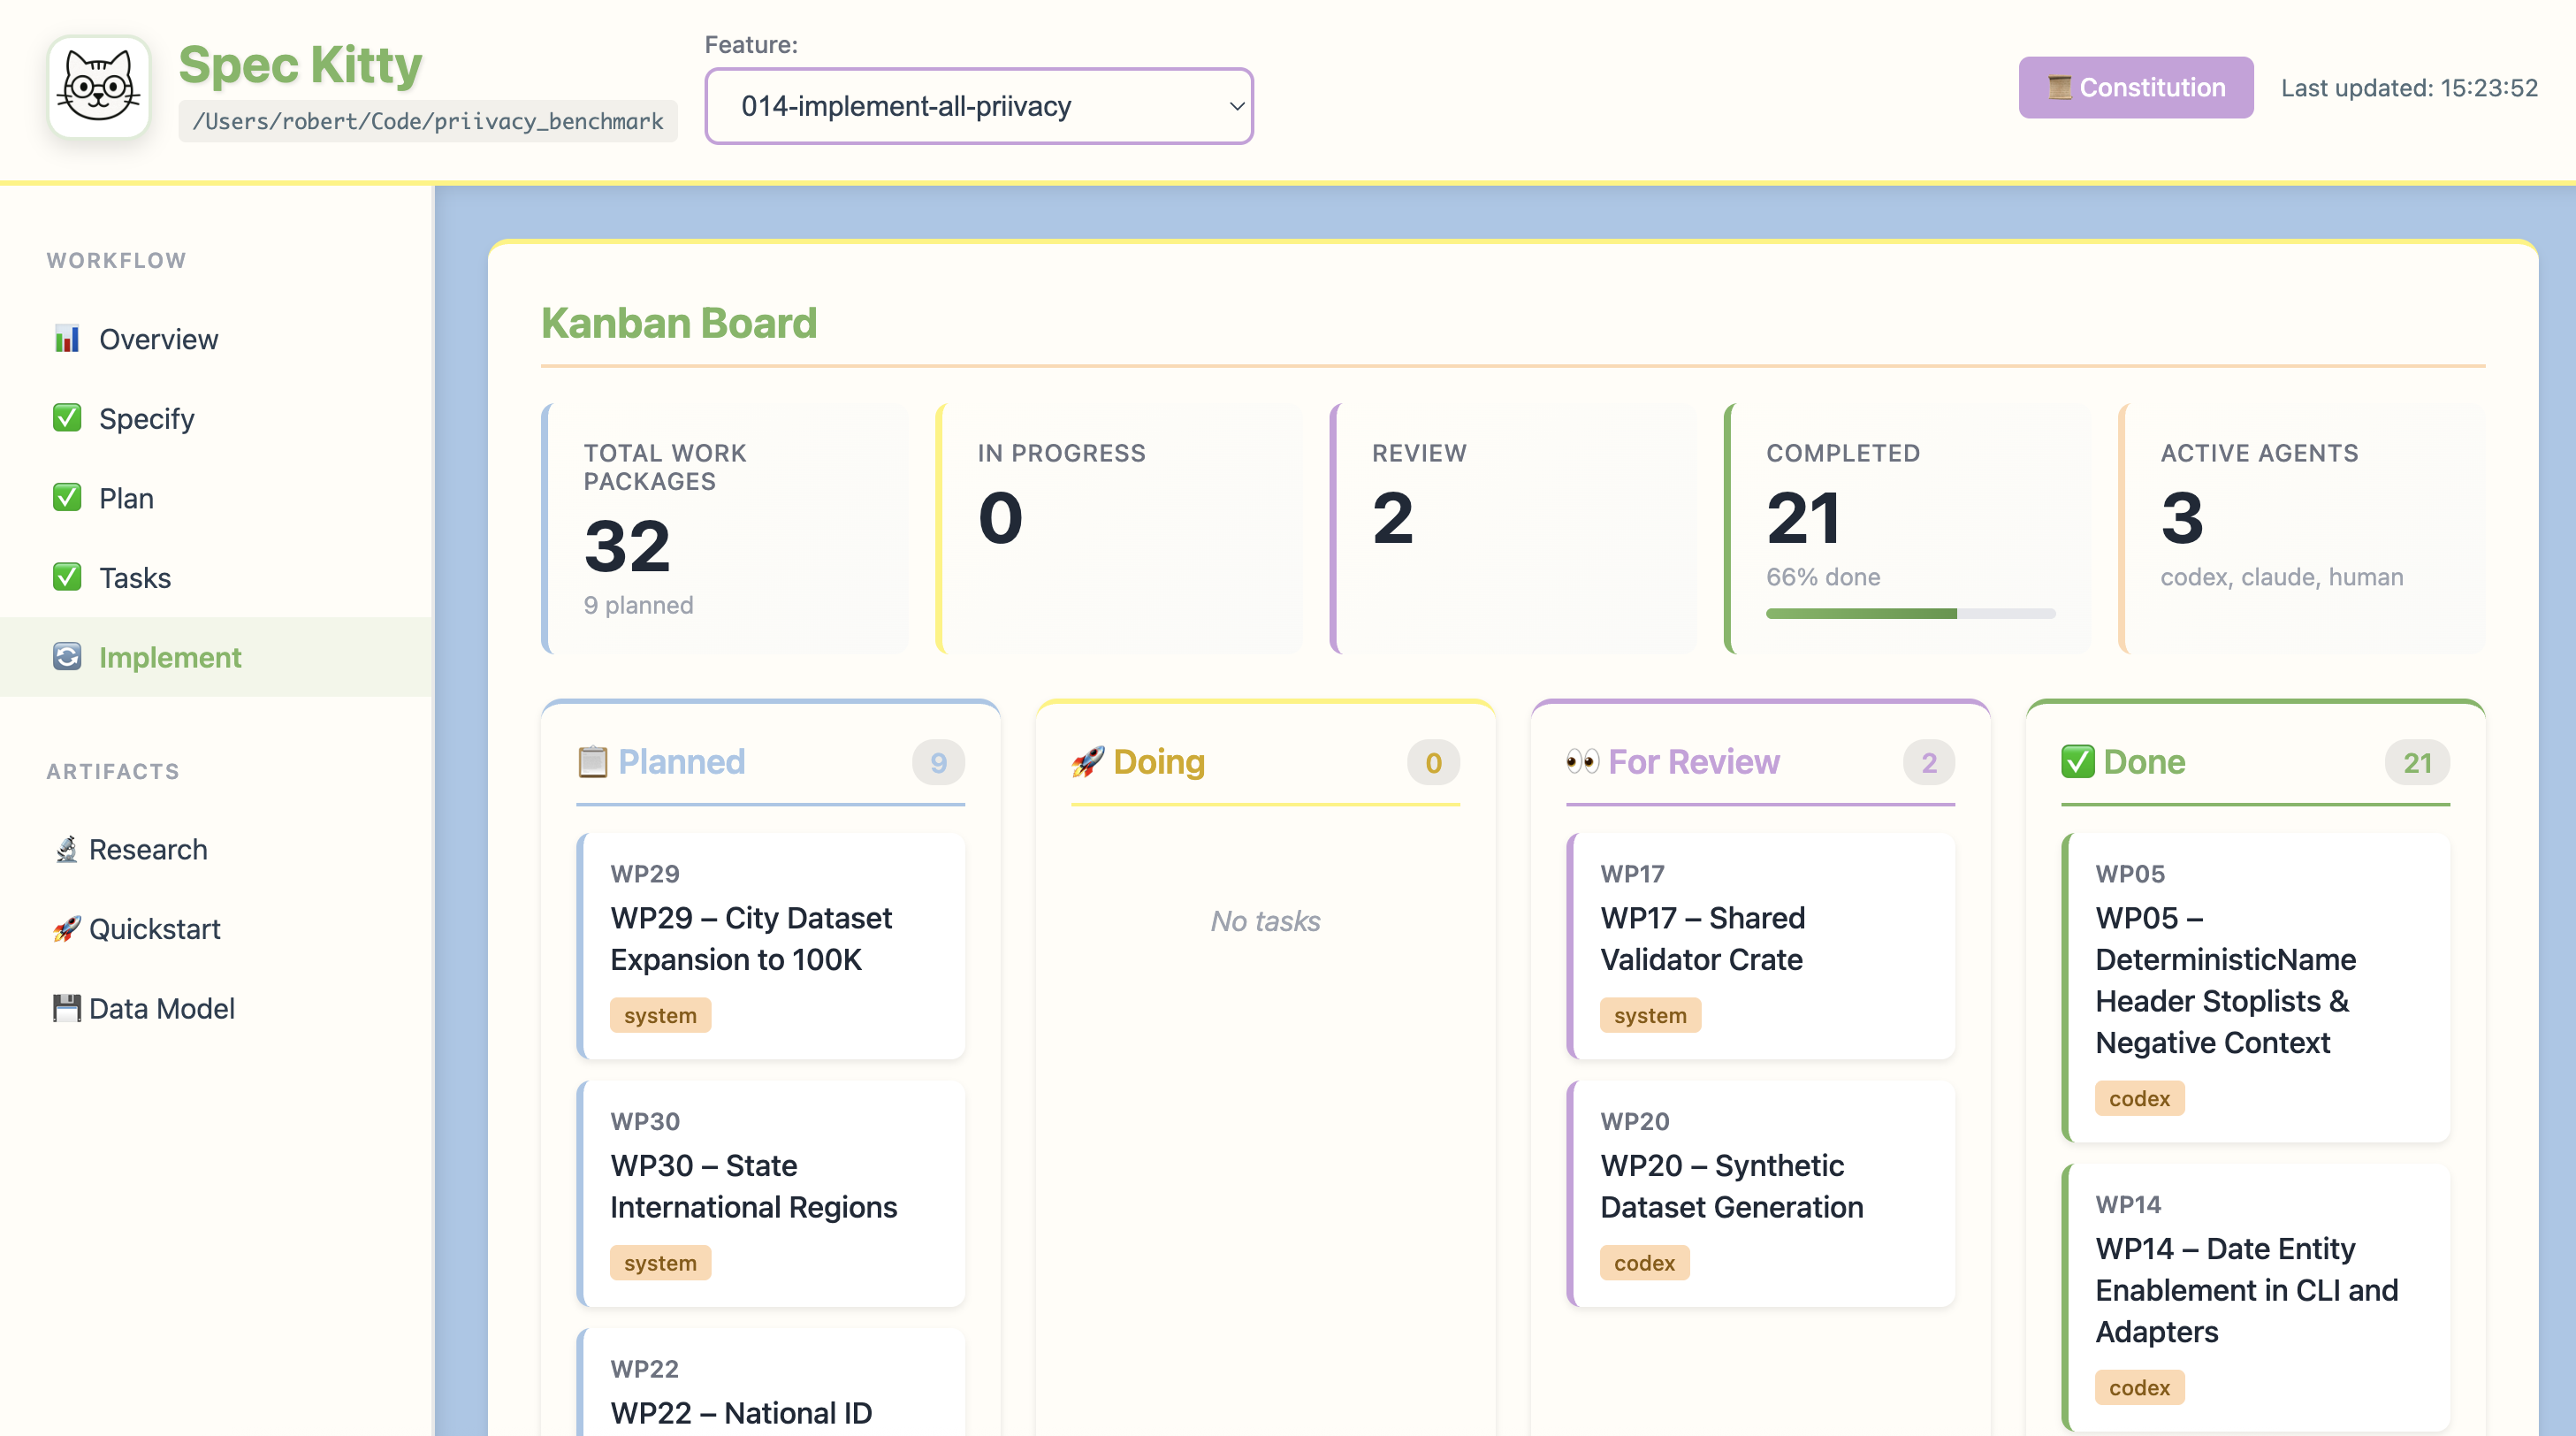 Spec Kitty
/Users/robert/Code/priivacy_benchmark
Feature:
014-implement-all-priivacy
Constitution
Last updated: 15:23:52
WORKFLOW
Overview
Specify
Plan
Tasks
Implement
ARTIFACTS
Research
Quickstart
Data Model
Kanban Board
TOTAL WORK
PACKAGES
32
9 planned
IN PROGRESS
0
REVIEW
2
COMPLETED
21
66% done
ACTIVE AGENTS
3
codex, claude, human
Planned
9
WP29
WP29 – City Dataset
Expansion to 100K
system
WP30
WP30 – State
International Regions
system
WP22
WP22 – National ID
Doing
0
No tasks
For Review
2
WP17
WP17 – Shared
Validator Crate
system
WP20
WP20 – Synthetic
Dataset Generation
codex
Done
21
WP05
WP05 –
DeterministicName
Header Stoplists &
Negative Context
codex
WP14
WP14 – Date Entity
Enablement in CLI and
Adapters
codex